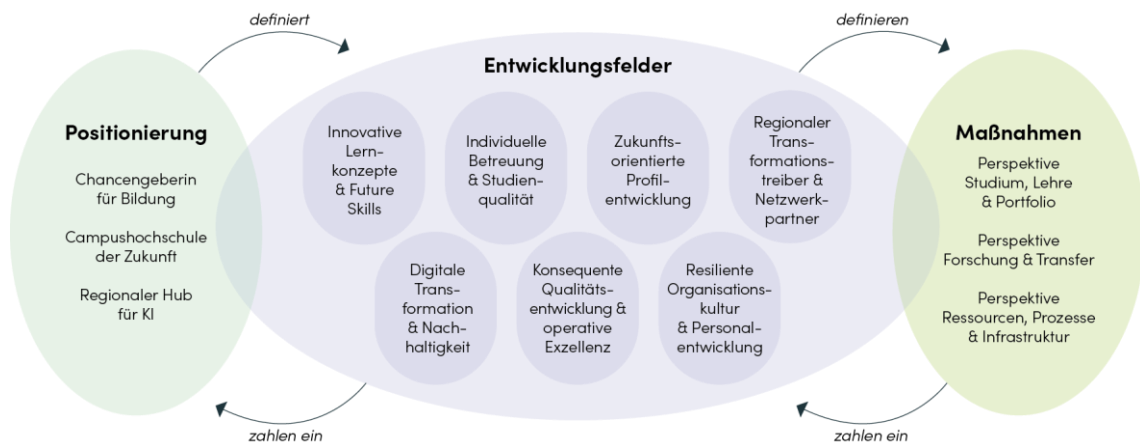 definiert
definieren
Positionierung
Chancengeberin
für Bildung
Campushochschule
der Zukunft
Regionaler Hub
für KI
Entwicklungsfelder
Innovative
Lern-
konzepte
& Future
Skills
Individuelle
Betreuung
& Studien-
qualität
Zukunfts-
orientierte
Profil-
entwicklung
Regionaler
Trans-
formations-
treiber &
Netzwerk-
partner
Digitale
Trans-
formation
& Nach-
haltigkeit
Konsequente
Qualitäts-
entwicklung &
operative
Exzellenz
Resiliente
Organisations-
kultur
& Personal-
entwicklung
Maßnahmen
Perspektive
Studium, Lehre
& Portfolio
Perspektive
Forschung & Transfer
Perspektive
Ressourcen, Prozesse
& Infrastruktur
zahlen ein
zahlen ein